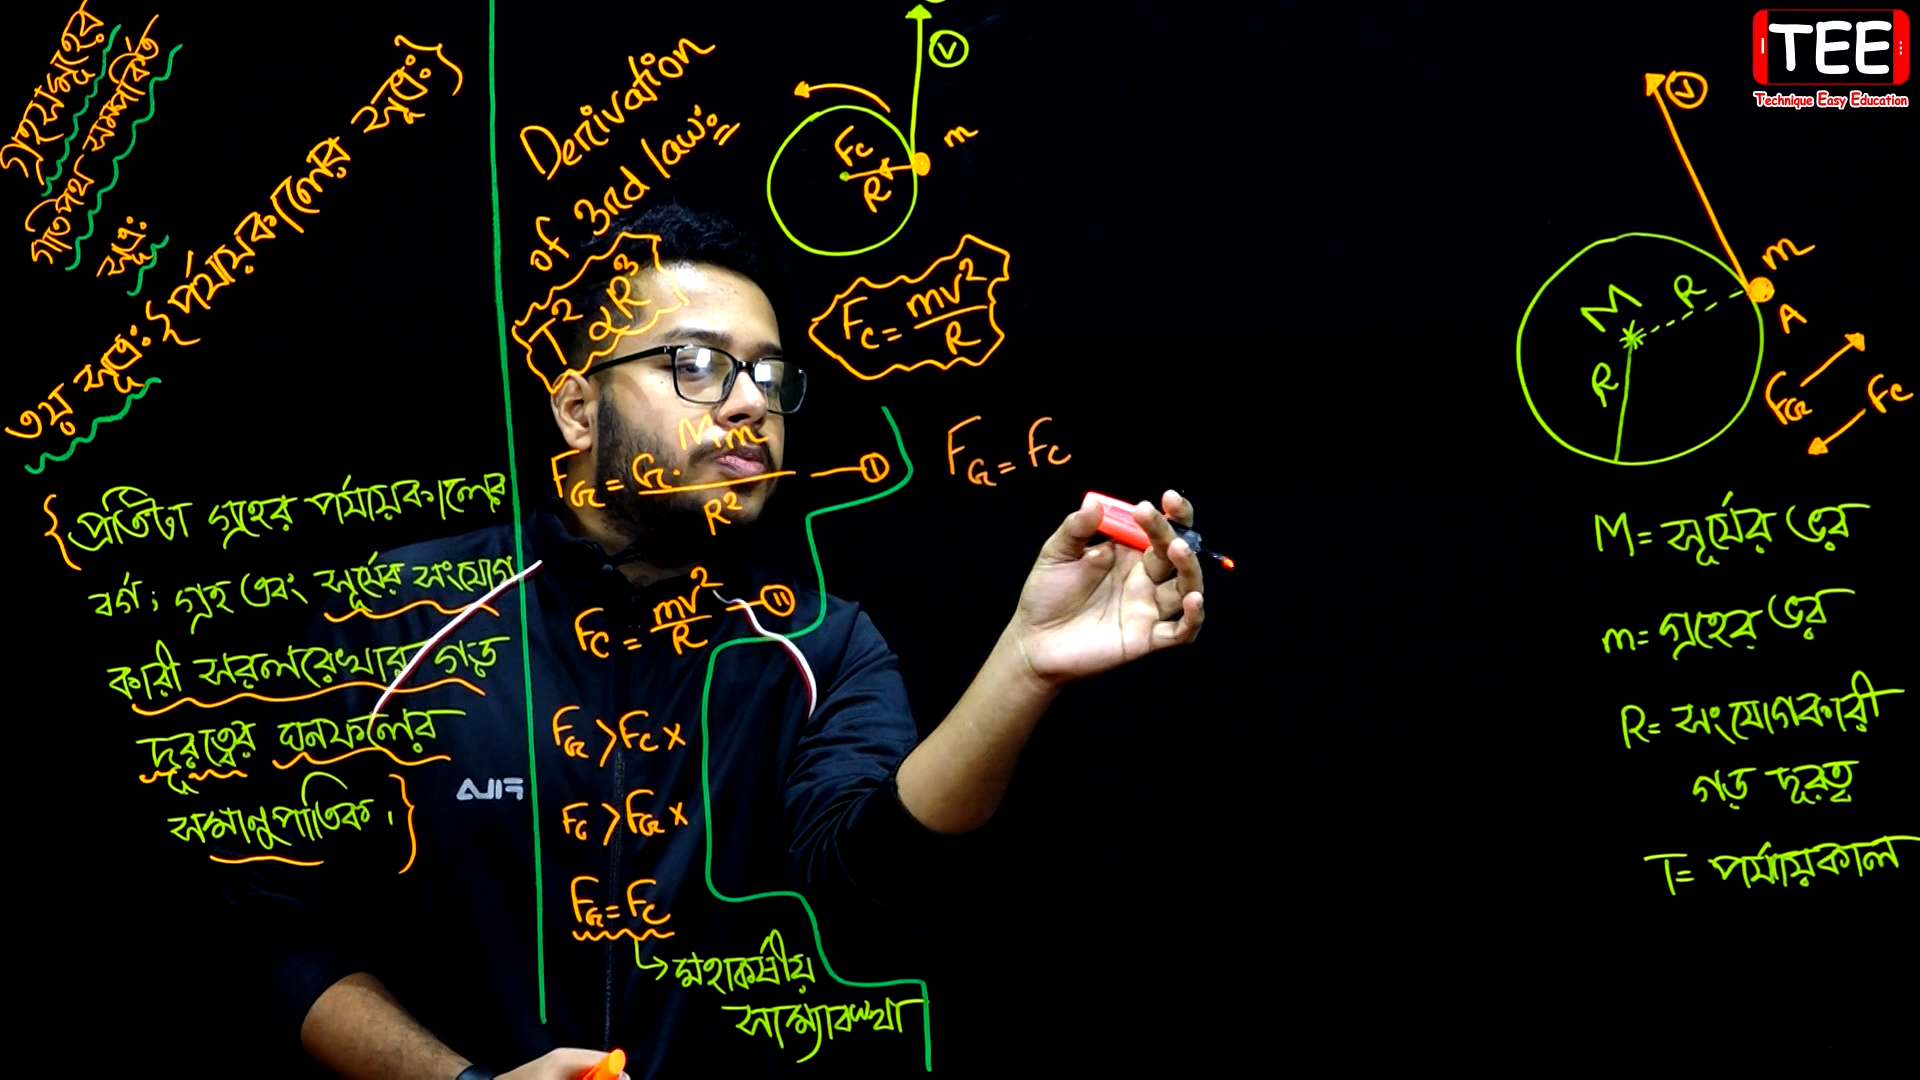 গ্রহসমূহের
গতিপথ সম্পর্কিত
সূত্র:
৩য় সূত্র: { পর্যায়কালের সূত্র: }
{ প্রতিটা গ্রহের পর্যায়কালের
বর্গ; গ্রহ এবং সূর্যের সংযোগ
কারী সরলরেখার গড়
দূরত্বের ঘনফলের
সমানুপাতিক। }
Derivation
of 3rd law:
T² α R³
V
m
Fc
R
Fc = mv²/R
FG = G. Mm/R² — (I)
Fc = mv²/R — (II)
FG > Fc x
Fc > FG x
FG = Fc
→ মহাকর্ষীয়
সাম্যাবস্থা
FG = Fc
TEE
Technique Easy Education
V
m
M
R
A
R
FG
Fc
M = সূর্যের ভর
m = গ্রহের ভর
R = সংযোগকারী
গড় দূরত্ব
T = পর্যায়কাল
FILA